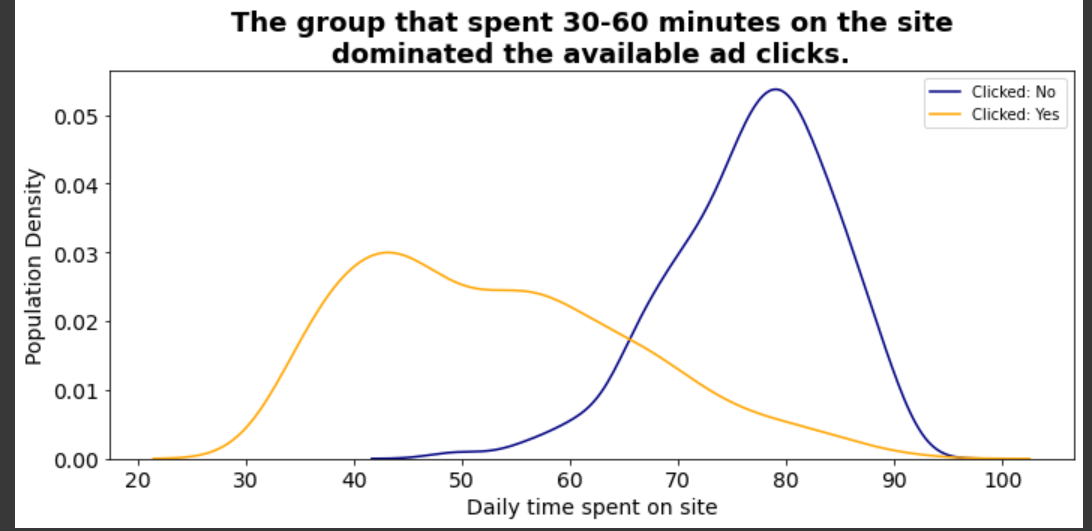 The group that spent 30-60 minutes on the site
dominated the available ad clicks.
Clicked: No
Clicked: Yes
Population Density
0.05
0.04
0.03
0.02
0.01
0.00
20 30 40 50 60 70 80 90 100
Daily time spent on site